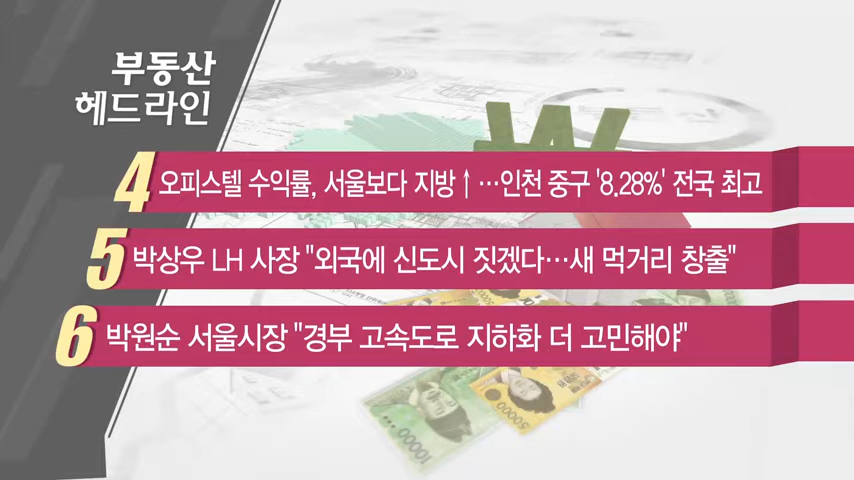 부동산
헤드라인
4 오피스텔 수익률, 서울보다 지방↑…인천 중구 '8.28%' 전국 최고
5 박상우 LH 사장 "외국에 신도시 짓겠다…새 먹거리 창출"
6 박원순 서울시장 "경부 고속도로 지하화 더 고민해야"
10000
50000